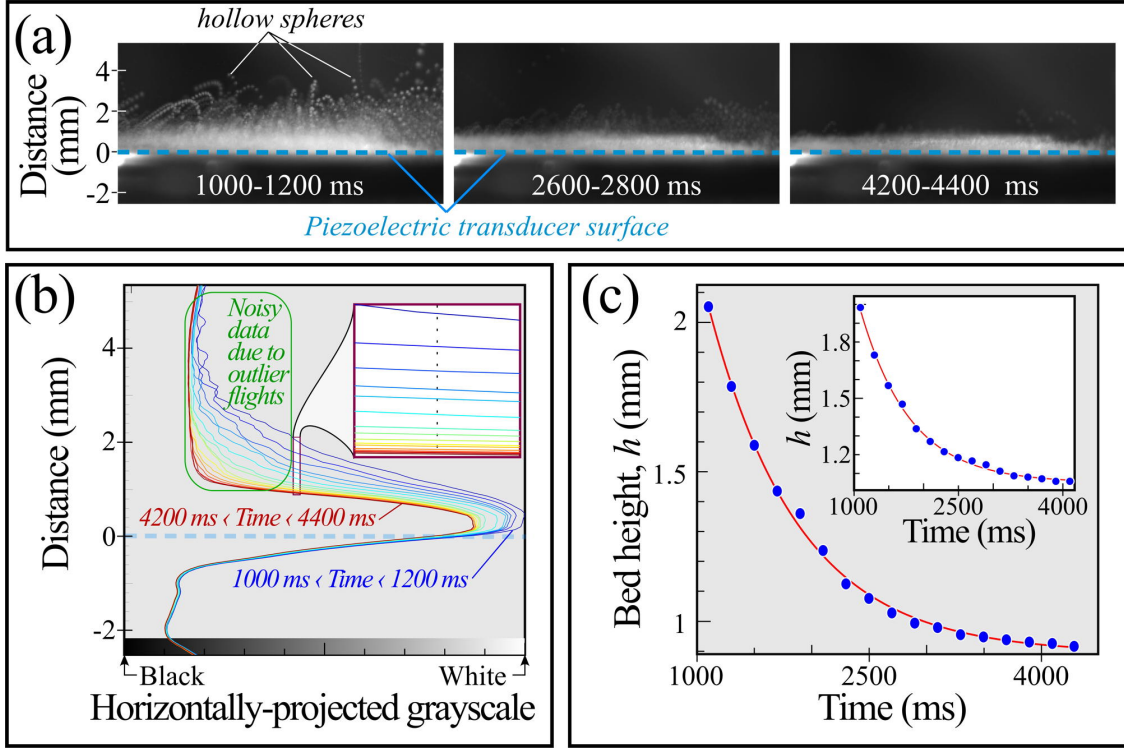 (a)
hollow spheres
Distance
(mm)
4
2
0
-2
1000-1200 ms
2600-2800 ms
4200-4400 ms
Piezoelectric transducer surface
(b)
Noisy
data
due to
outlier
flights
Distance (mm)
4
2
0
-2
4200 ms ‹ Time ‹ 4400 ms
1000 ms ‹ Time ‹ 1200 ms
Black
White
Horizontally-projected grayscale
(c)
Bed height, h (mm)
2
1.5
1
1000
2500
4000
Time (ms)
h (mm)
1.8
1.5
1.2
1000
2500
4000
Time (ms)